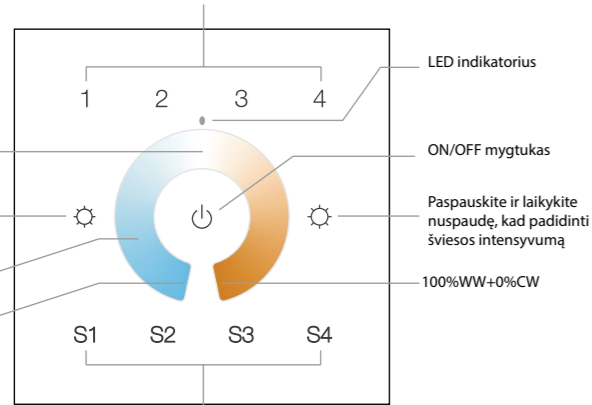 LED indikatorius
1 2 3 4
ON/OFF mygtukas
Paspauskite ir laikykite
nuspaudę, kad padidinti
šviesos intensyvumą
100%WW+0%CW
S1 S2 S3 S4